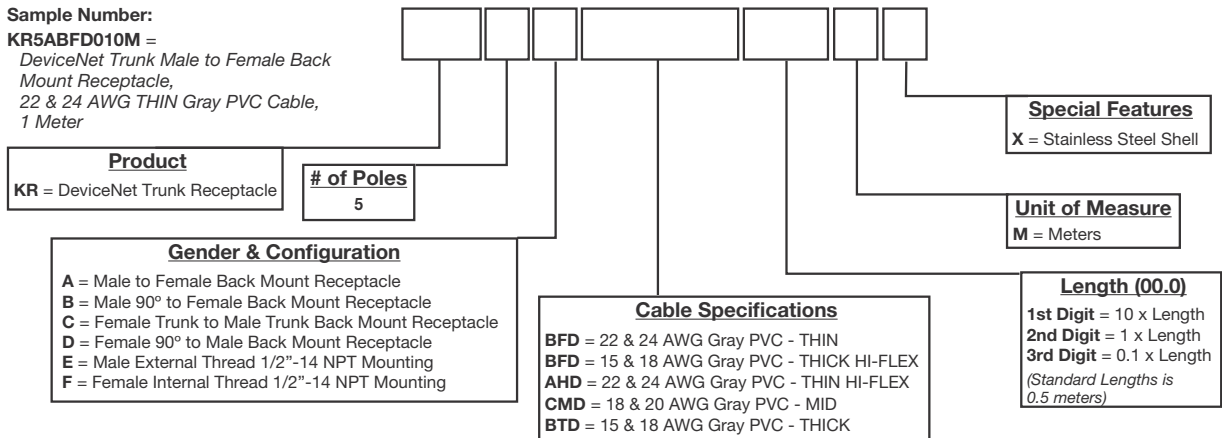 Sample Number:
KR5ABFD010M =
DeviceNet Trunk Male to Female Back
Mount Receptacle,
22 & 24 AWG THIN Gray PVC Cable,
1 Meter
Product
KR = DeviceNet Trunk Receptacle
# of Poles
5
Gender & Configuration
A = Male to Female Back Mount Receptacle
B = Male 90º to Female Back Mount Receptacle
C = Female Trunk to Male Trunk Back Mount Receptacle
D = Female 90º to Male Back Mount Receptacle
E = Male External Thread 1/2”-14 NPT Mounting
F = Female Internal Thread 1/2”-14 NPT Mounting
Cable Specifications
BFD = 22 & 24 AWG Gray PVC - THIN
BFD = 15 & 18 AWG Gray PVC - THICK HI-FLEX
AHD = 22 & 24 AWG Gray PVC - THIN HI-FLEX
CMD = 18 & 20 AWG Gray PVC - MID
BTD = 15 & 18 AWG Gray PVC - THICK
Special Features
X = Stainless Steel Shell
Unit of Measure
M = Meters
Length (00.0)
1st Digit = 10 x Length
2nd Digit = 1 x Length
3rd Digit = 0.1 x Length
(Standard Lengths is
0.5 meters)